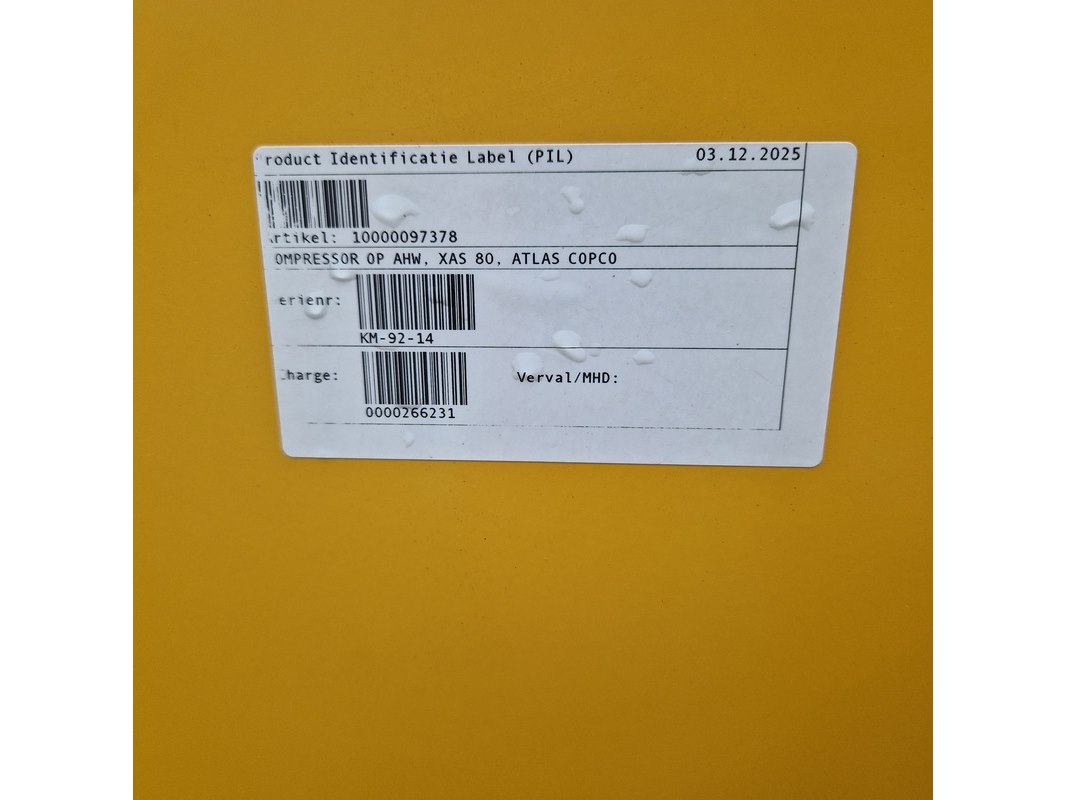 roduct Identificatie Label (PIL) 03.12.2025
rtikel: 10000097378
OMPRESSOR OP AHW, XAS 80, ATLAS COPCO
erienr:
KM-92-14
harge: Verval/MHD:
0000266231